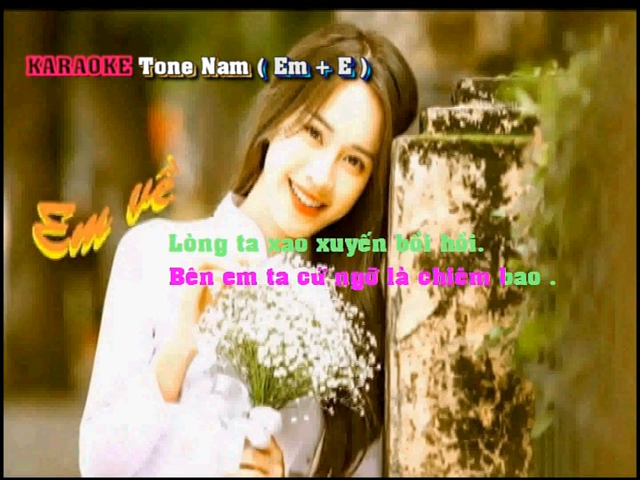 KARAOKE Tone Nam ( Em + E )
Em về
Lòng ta xao xuyến bồi hồi.
Bên em ta cứ ngỡ là chiêm bao .